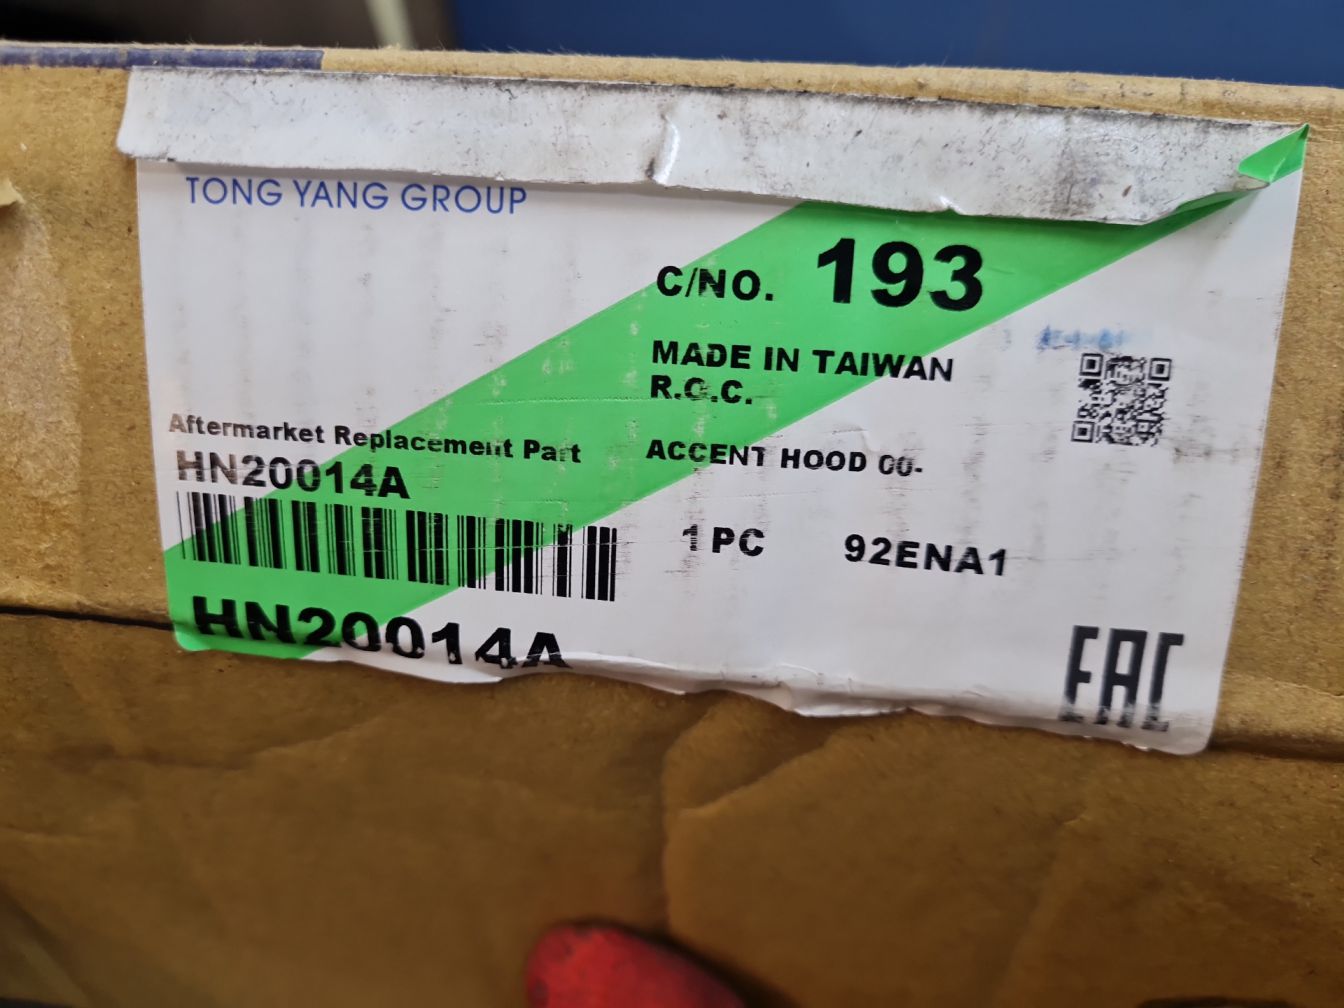 TONG YANG GROUP
C/NO. 193
MADE IN TAIWAN
R.O.C.
Aftermarket Replacement Part
HN20014A
ACCENT HOOD 00-
1 PC 92ENA1
HN20014A
EAC